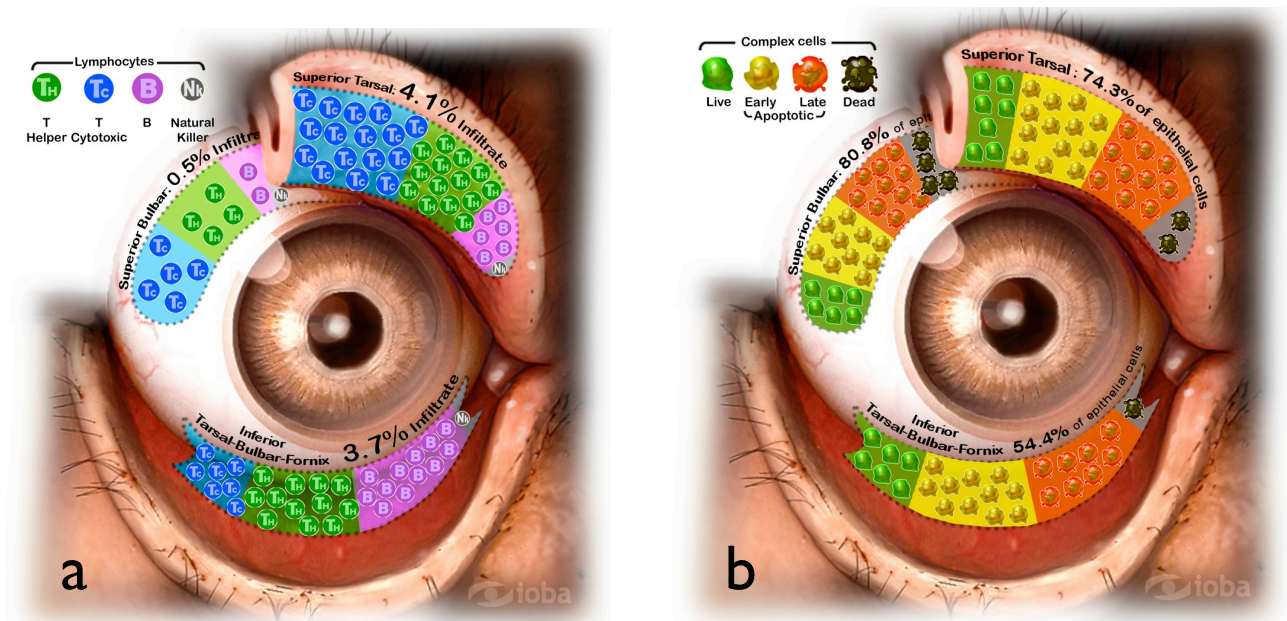 Lymphocytes
TH
TC
B
Nk
T
T
B
Natural
Helper
Cytotoxic
Killer
Superior Tarsal: 4.1% Infiltrate
Superior Bulbar: 0.5% Infiltra
Inferior
Tarsal-Bulbar-Fornix 3.7% Infiltrate
a
ioba
Complex cells
Live
Early
Late
Dead
Apoptotic
Superior Tarsal : 74.3% of epithelial cells
Superior Bulbar: 80.8% of epit
Inferior
Tarsal-Bulbar-Fornix 54.4% of epithelial cells
b
ioba